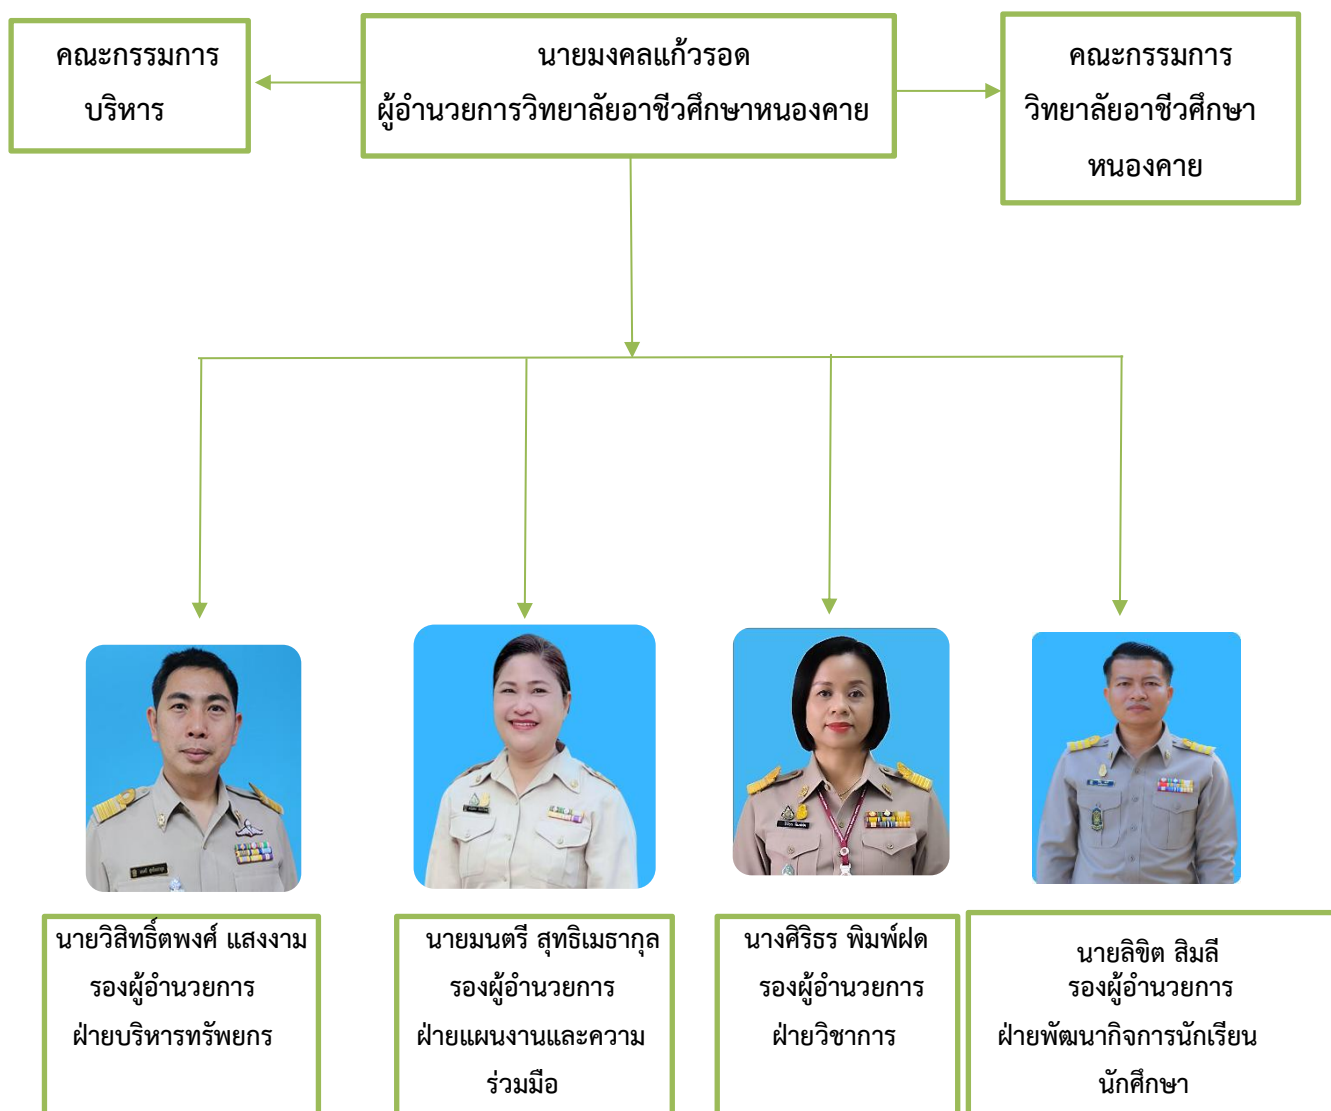 คณะกรรมการ
บริหาร
นายมงคลแก้วรอด
ผู้อำนวยการวิทยาลัยอาชีวศึกษาหนองคาย
คณะกรรมการ
วิทยาลัยอาชีวศึกษา
หนองคาย
นายวิสิทธิ์ตพงศ์ แสงงาม
รองผู้อำนวยการ
ฝ่ายบริหารทรัพยกร
นายมนตรี สุทธิเมธากุล
รองผู้อำนวยการ
ฝ่ายแผนงานและความ
ร่วมมือ
นางศิริธร พิมพ์ฝด
รองผู้อำนวยการ
ฝ่ายวิชาการ
นายลิขิต สิมลี
รองผู้อำนวยการ
ฝ่ายพัฒนากิจการนักเรียน
นักศึกษา